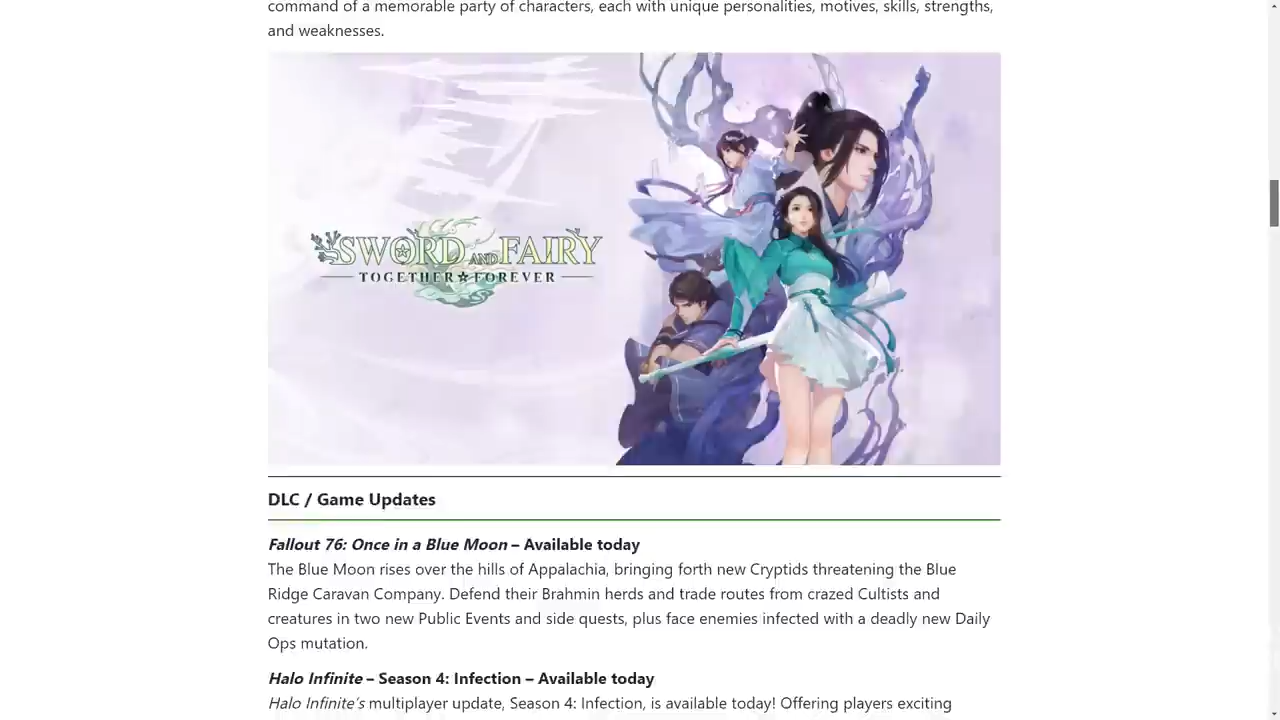 command of a memorable party of characters, each with unique personalities, motives, skills, strengths,
and weaknesses.
SWORD AND FAIRY
TOGETHER★FOREVER
DLC / Game Updates
Fallout 76: Once in a Blue Moon – Available today
The Blue Moon rises over the hills of Appalachia, bringing forth new Cryptids threatening the Blue
Ridge Caravan Company. Defend their Brahmin herds and trade routes from crazed Cultists and
creatures in two new Public Events and side quests, plus face enemies infected with a deadly new Daily
Ops mutation.
Halo Infinite – Season 4: Infection – Available today
Halo Infinite’s multiplayer update, Season 4: Infection, is available today! Offering players exciting